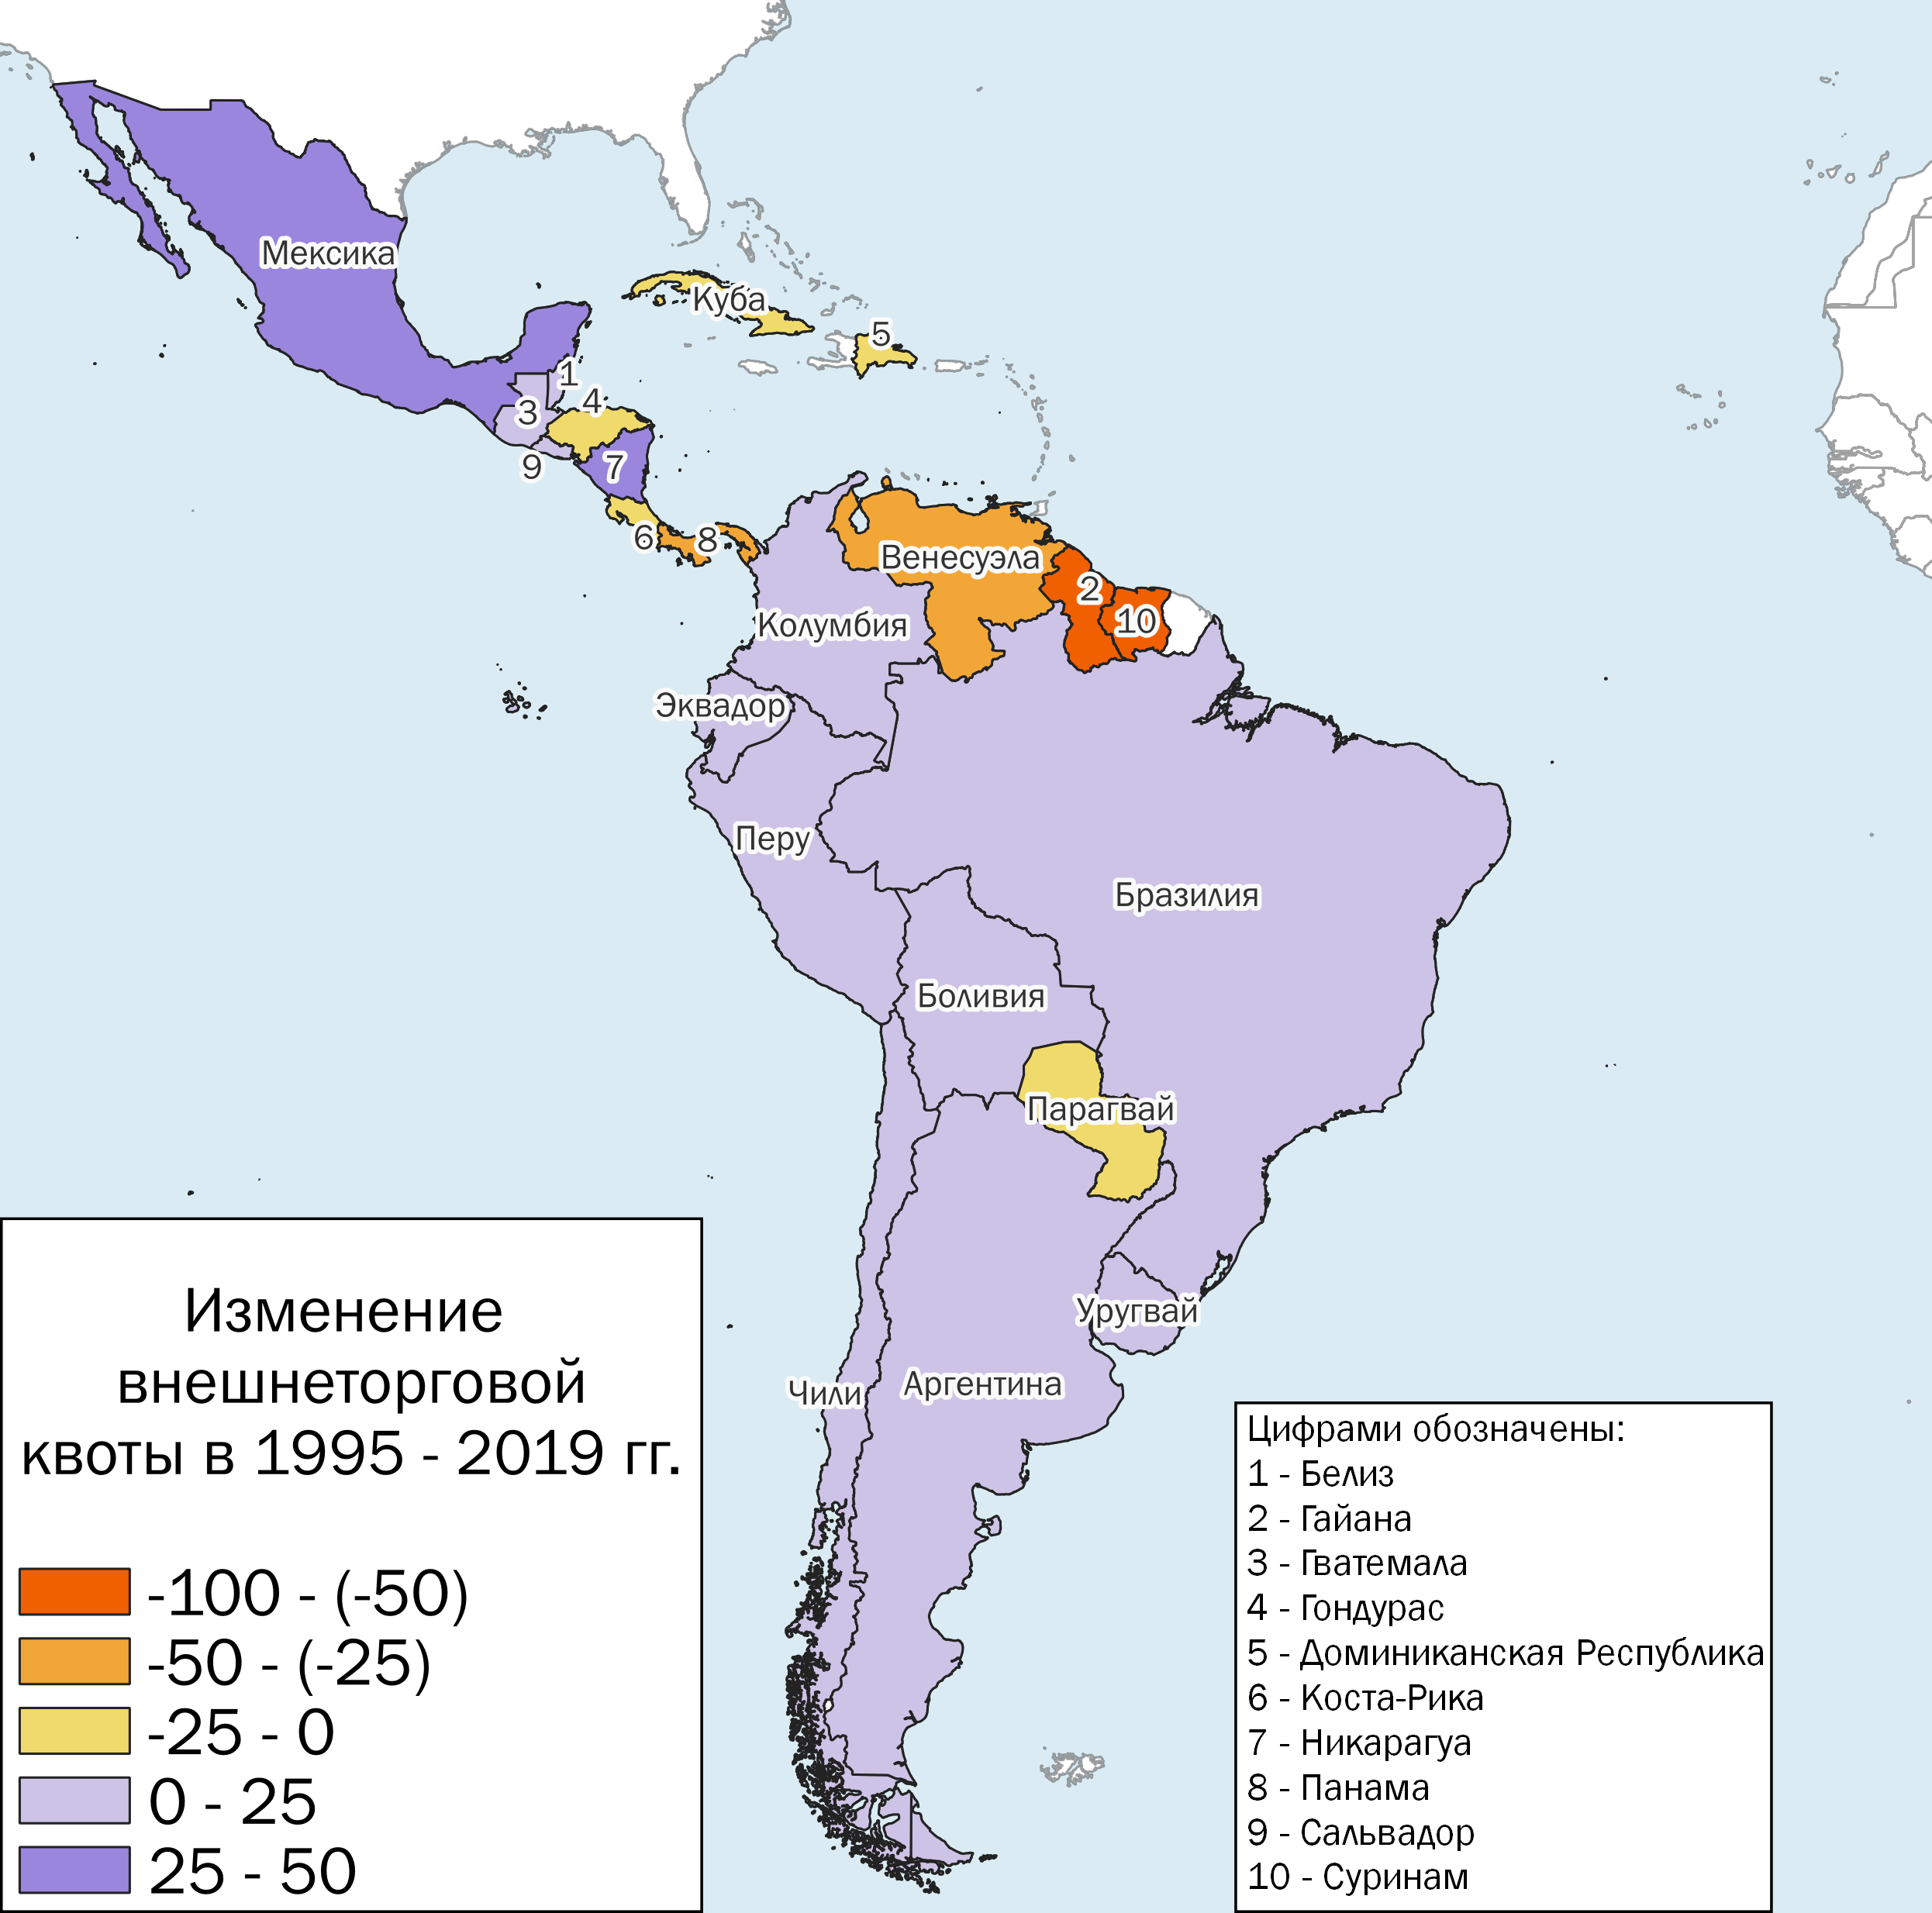 Мексика
Куба
5
1
4
3
9
7
6
8
Венесуэла
2
10
Колумбия
Эквадор
Перу
Бразилия
Боливия
Парагвай
Уругвай
Чили
Аргентина
Изменение
внешнеторговой
квоты в 1995 - 2019 гг.
-100 - (-50)
-50 - (-25)
-25 - 0
0 - 25
25 - 50
Цифрами обозначены:
1 - Белиз
2 - Гайана
3 - Гватемала
4 - Гондурас
5 - Доминиканская Республика
6 - Коста-Рика
7 - Никарагуа
8 - Панама
9 - Сальвадор
10 - Суринам